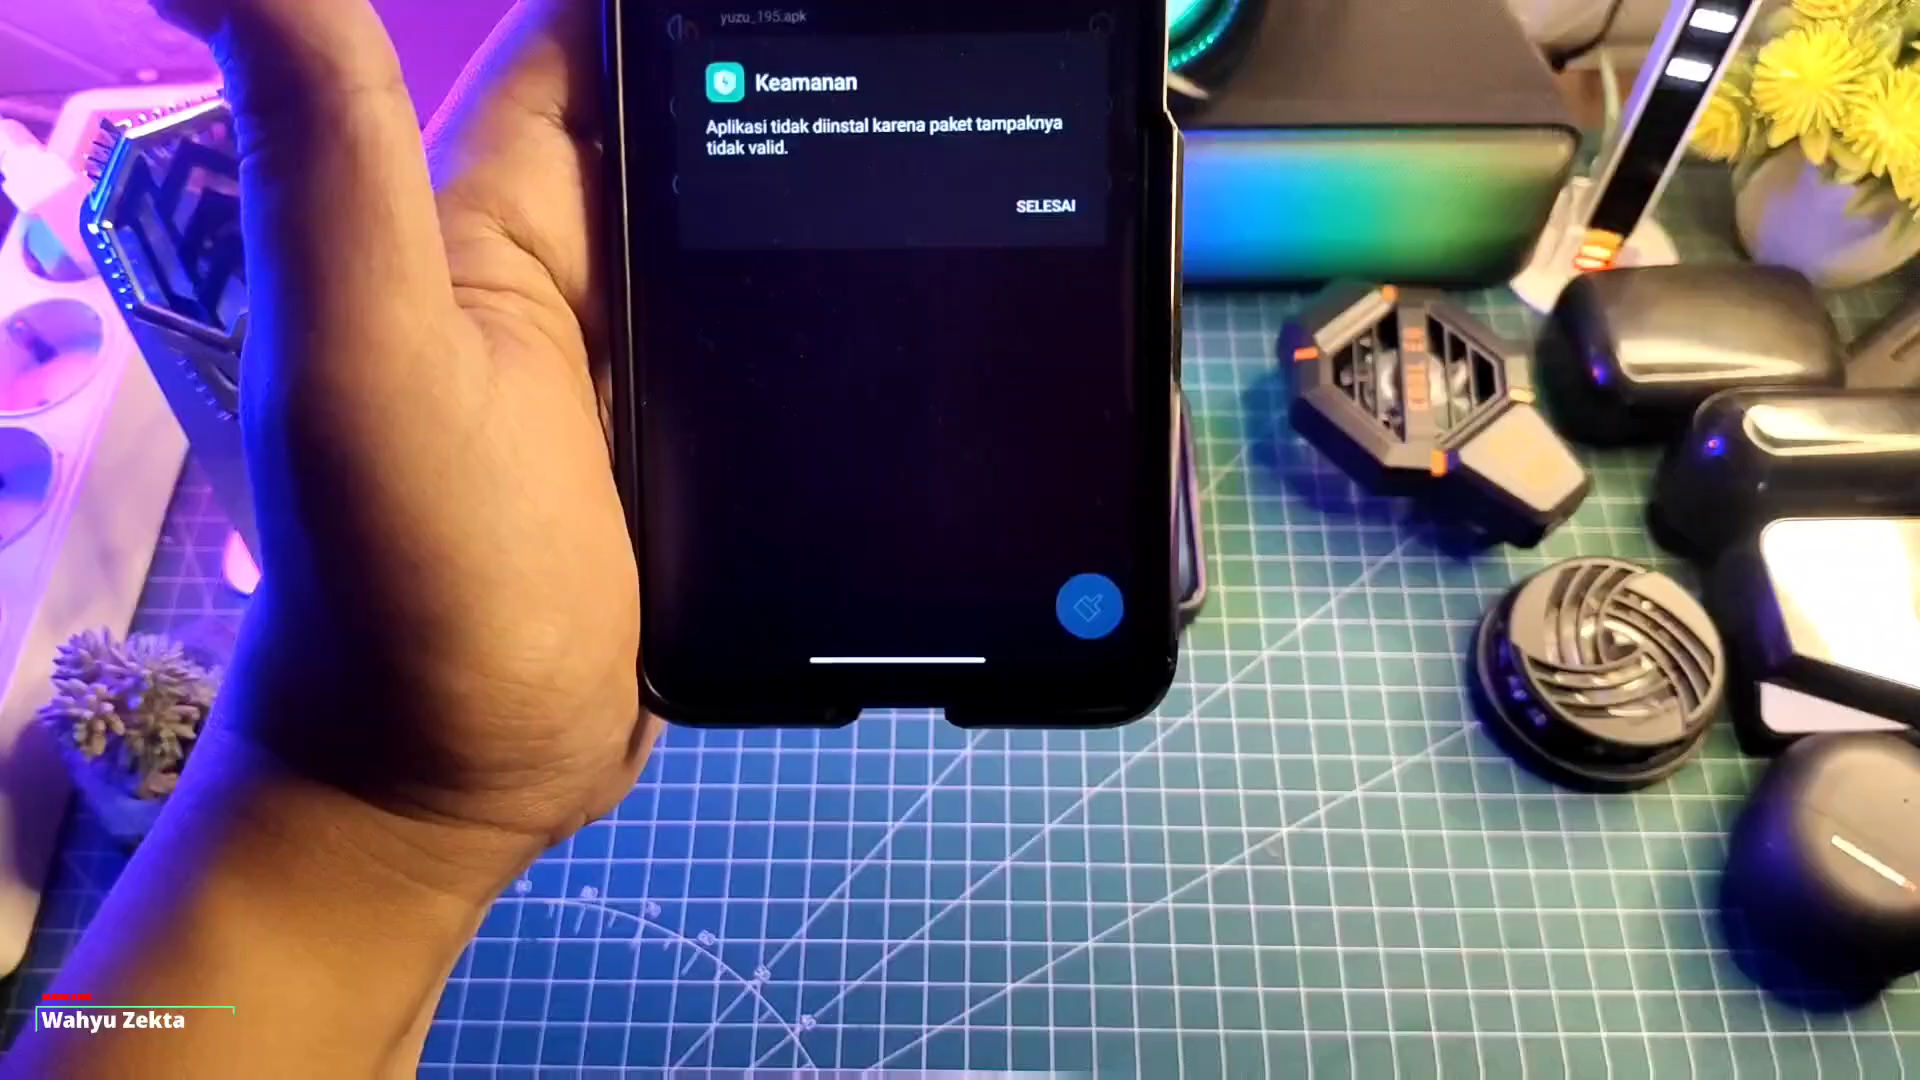 yuzu_195.apk
Keamanan
Aplikasi tidak diinstal karena paket tampaknya
tidak valid.
SELESAI
Wahyu Zekta